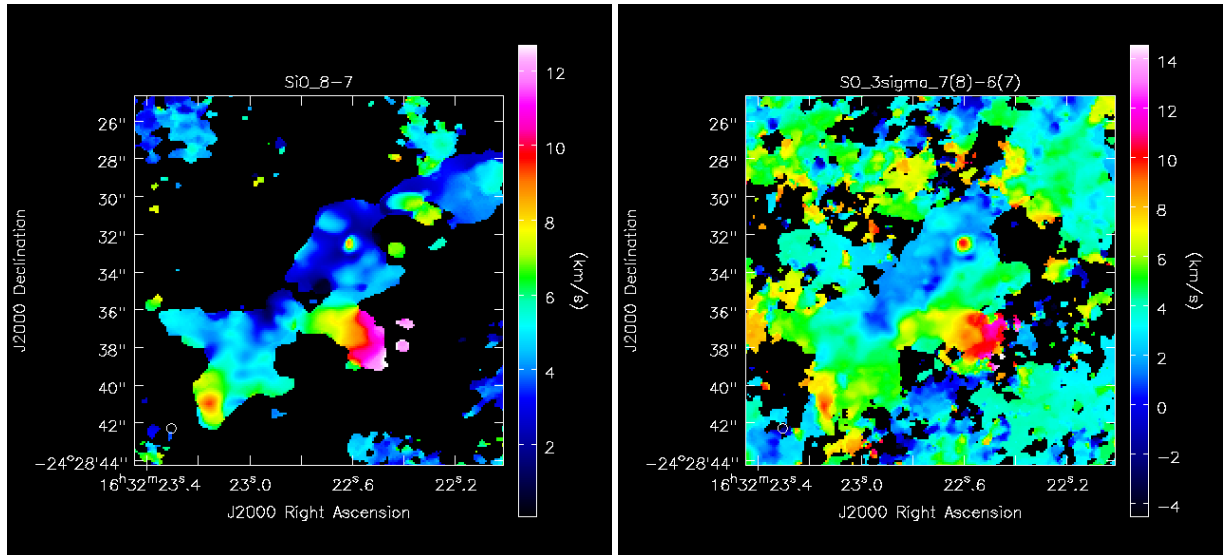 SiO_8-7
26"
28"
30"
32"
34"
36"
38"
40"
42"
-24°28'44"
16ʰ32ᵐ23ˢ.4
23ˢ.0
22ˢ.6
22ˢ.2
J2000 Right Ascension
J2000 Declination
12
10
8
6
4
2
(km/s)
SO_3sigma_7(8)-6(7)
26"
28"
30"
32"
34"
36"
38"
40"
42"
-24°28'44"
16ʰ32ᵐ23ˢ.4
23ˢ.0
22ˢ.6
22ˢ.2
J2000 Right Ascension
J2000 Declination
14
12
10
8
6
4
2
0
-2
-4
(km/s)